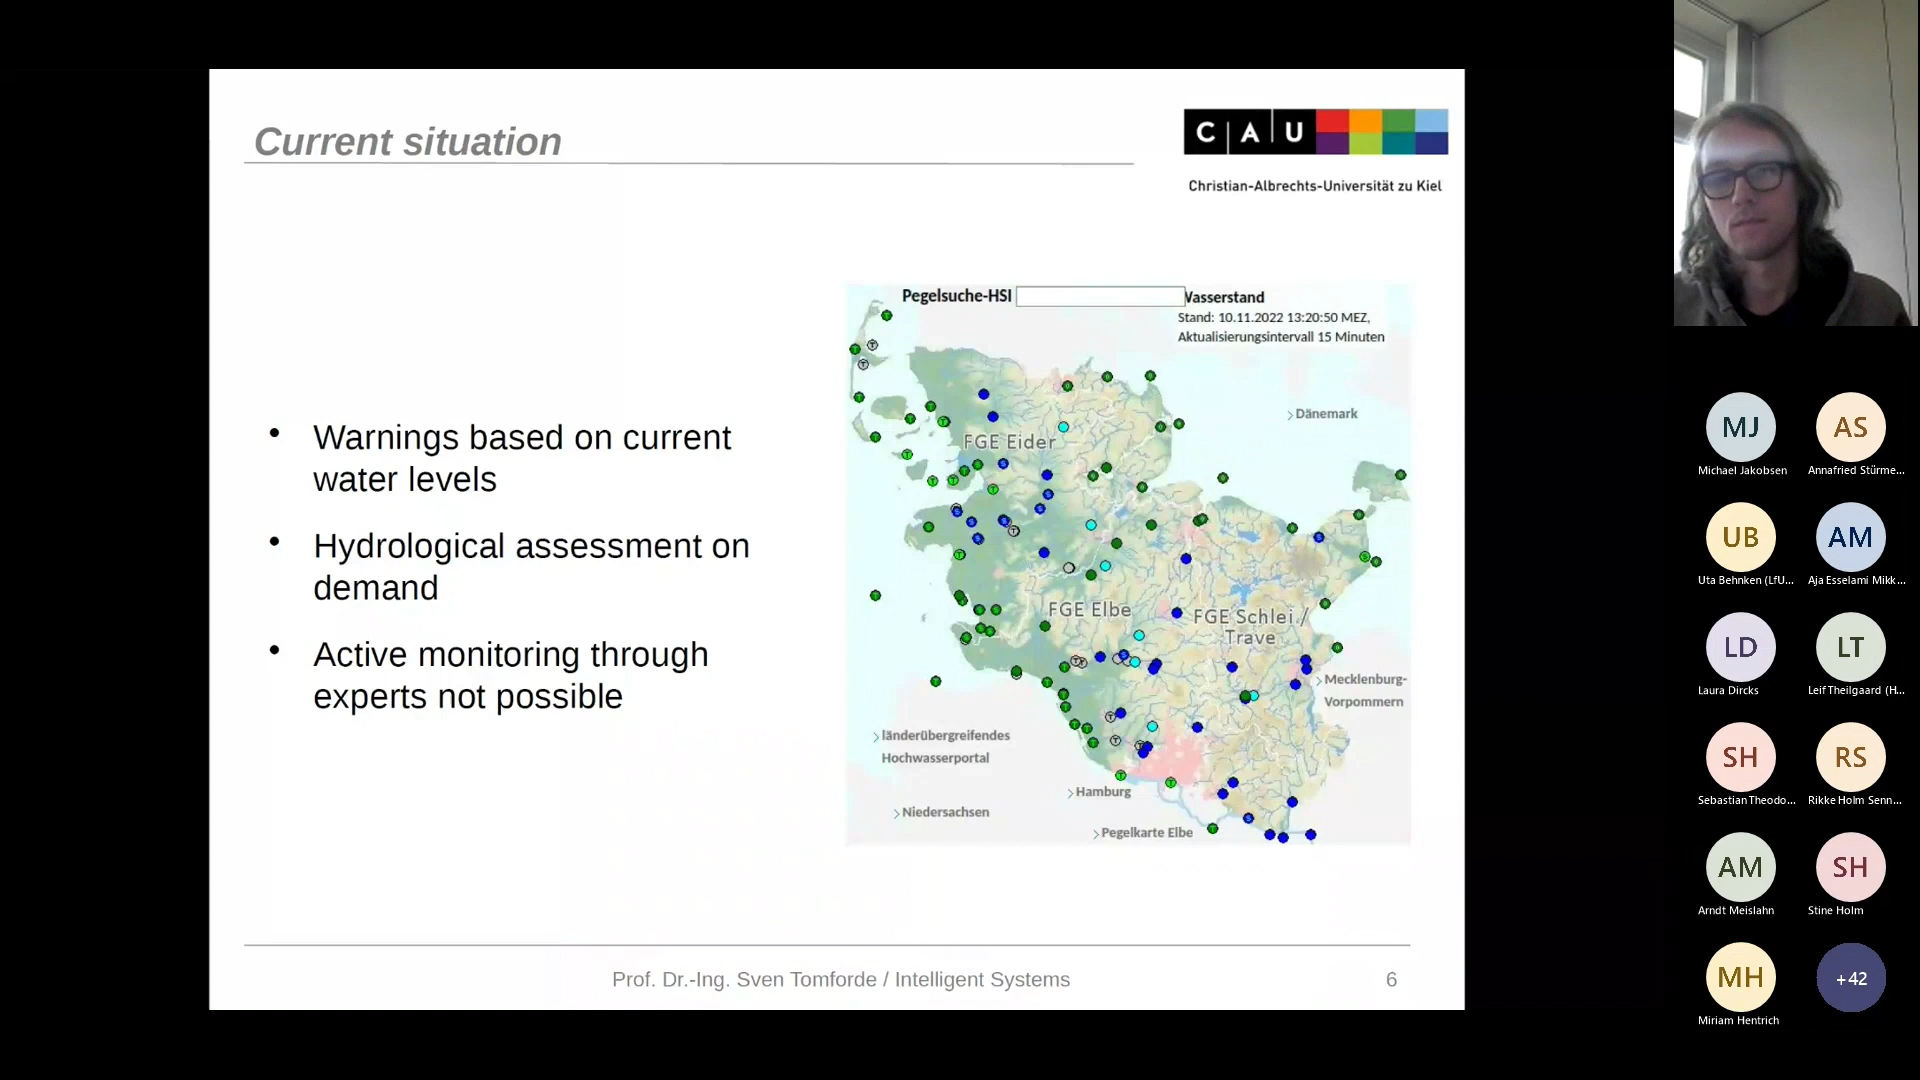 Current situation
C A U
Christian-Albrechts-Universität zu Kiel
Warnings based on current
water levels
Hydrological assessment on
demand
Active monitoring through
experts not possible
Pegelsuche-HSI
Wasserstand
Stand: 10.11.2022 13:20:50 MEZ,
Aktualisierungsintervall 15 Minuten
Dänemark
FGE Eider
FGE Elbe
FGE Schlei /
Trave
Mecklenburg-
Vorpommern
länderübergreifendes
Hochwasserportal
Hamburg
Niedersachsen
Pegelkarte Elbe
Prof. Dr.-Ing. Sven Tomforde / Intelligent Systems
6
MJ
Michael Jakobsen
AS
Annafried Stürme...
UB
Uta Behnken (LfU...
AM
Aja Esselami Mikk...
LD
Laura Dircks
LT
Leif Theilgaard (H...
SH
Sebastian Theodo...
RS
Rikke Holm Senn...
AM
Arndt Meislahn
SH
Stine Holm
MH
Miriam Hentrich
+42